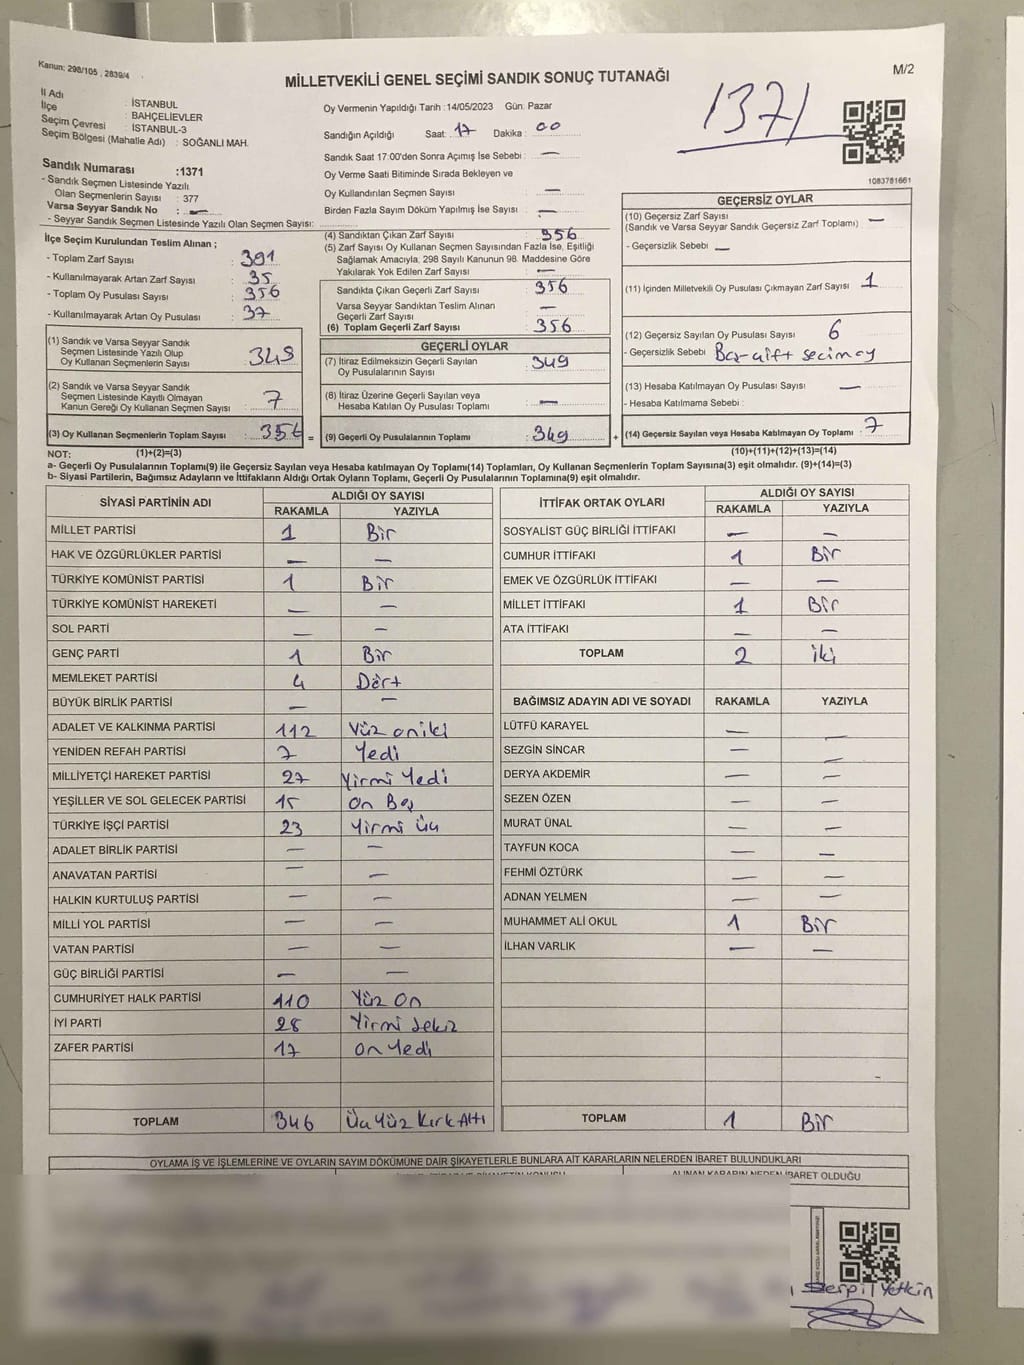 Kanun: 298/105 , 2839/4
MİLLETVEKİLİ GENEL SEÇİMİ SANDIK SONUÇ TUTANAĞI
M/2
1371
İl Adı : İSTANBUL
İlçe : BAHÇELİEVLER
Seçim Çevresi : İSTANBUL-3
Seçim Bölgesi (Mahalle Adı) : SOĞANLI MAH.
Oy Vermenin Yapıldığı Tarih :14/05/2023 Gün: Pazar
Sandığın Açıldığı Saat: 17 Dakika : 00
Sandık Saat 17:00'den Sonra Açımış İse Sebebi : —
Oy Verme Saati Bitiminde Sırada Bekleyen ve
Oy Kullandırılan Seçmen Sayısı —
Birden Fazla Sayım Döküm Yapılmış İse Sayısı : —
1083781661
Sandık Numarası :1371
- Sandık Seçmen Listesinde Yazılı
Olan Seçmenlerin Sayısı : 377
Varsa Seyyar Sandık No : —
- Seyyar Sandık Seçmen Listesinde Yazılı Olan Seçmen Sayısı:
İlçe Seçim Kurulundan Teslim Alınan ;
- Toplam Zarf Sayısı : 391
- Kullanılmayarak Artan Zarf Sayısı : 35
- Toplam Oy Pusulası Sayısı : 356
- Kullanılmayarak Artan Oy Pusulası : 37
(1) Sandık ve Varsa Seyyar Sandık
Seçmen Listesinde Yazılı Olup
Oy Kullanan Seçmenlerin Sayısı : 349
(2) Sandık ve Varsa Seyyar Sandık
Seçmen Listesinde Kayıtlı Olmayan
Kanun Gereği Oy Kullanan Seçmen Sayısı : 7
(3) Oy Kullanan Seçmenlerin Toplam Sayısı : 356 =
(4) Sandıktan Çıkan Zarf Sayısı : 356
(5) Zarf Sayısı Oy Kullanan Seçmen Sayısından Fazla İse, Eşitliği
Sağlamak Amacıyla, 298 Sayılı Kanunun 98. Maddesine Göre
Yakılarak Yok Edilen Zarf Sayısı : —
Sandıkta Çıkan Geçerli Zarf Sayısı : 356
Varsa Seyyar Sandıktan Teslim Alınan
Geçerli Zarf Sayısı : —
(6) Toplam Geçerli Zarf Sayısı : 356
GEÇERLİ OYLAR
(7) İtiraz Edilmeksizin Geçerli Sayılan
Oy Pusulalarının Sayısı : 349
(8) İtiraz Üzerine Geçerli Sayılan veya
Hesaba Katılan Oy Pusulası Toplamı : —
(9) Geçerli Oy Pusulalarının Toplamı : 349 +
GEÇERSİZ OYLAR
(10) Geçersiz Zarf Sayısı
(Sandık ve Varsa Seyyar Sandık Geçersiz Zarf Toplamı) : —
- Geçersizlik Sebebi : —
(11) İçinden Milletvekili Oy Pusulası Çıkmayan Zarf Sayısı : 1
(12) Geçersiz Sayılan Oy Pusulası Sayısı : 6
- Geçersizlik Sebebi
(13) Hesaba Katılmayan Oy Pusulası Sayısı : —
- Hesaba Katılmama Sebebi :
(14) Geçersiz Sayılan veya Hesaba Katılmayan Oy Toplamı : 7
NOT: (1)+(2)=(3) (10)+(11)+(12)+(13)=(14)
a- Geçerli Oy Pusulalarının Toplamı(9) ile Geçersiz Sayılan veya Hesaba katılmayan Oy Toplamı(14) Toplamları, Oy Kullanan Seçmenlerin Toplam Sayısına(3) eşit olmalıdır. (9)+(14)=(3)
b- Siyasi Partilerin, Bağımsız Adayların ve İttifakların Aldığı Ortak Oyların Toplamı, Geçerli Oy Pusulalarının Toplamına(9) eşit olmalıdır.
SİYASİ PARTİNİN ADI ALDIĞI OY SAYISI
RAKAMLA YAZIYLA
MİLLET PARTİSİ 1 Bir
HAK VE ÖZGÜRLÜKLER PARTİSİ — —
TÜRKİYE KOMÜNİST PARTİSİ 1 Bir
TÜRKİYE KOMÜNİST HAREKETİ — —
SOL PARTİ — —
GENÇ PARTİ 1 Bir
MEMLEKET PARTİSİ 4 Dört
BÜYÜK BİRLİK PARTİSİ — —
ADALET VE KALKINMA PARTİSİ 112 Yüz oniki
YENİDEN REFAH PARTİSİ 7 Yedi
MİLLİYETÇİ HAREKET PARTİSİ 27 Yirmi Yedi
YEŞİLLER VE SOL GELECEK PARTİSİ 15 On Beş
TÜRKİYE İŞÇİ PARTİSİ 23 Yirmi üç
ADALET BİRLİK PARTİSİ — —
ANAVATAN PARTİSİ — —
HALKIN KURTULUŞ PARTİSİ — —
MİLLİ YOL PARTİSİ — —
VATAN PARTİSİ — —
GÜÇ BİRLİĞİ PARTİSİ — —
CUMHURİYET HALK PARTİSİ 110 Yüz On
İYİ PARTİ 28 Yirmi Sekiz
ZAFER PARTİSİ 17 On Yedi
TOPLAM 346 Üç Yüz Kırk Altı
İTTİFAK ORTAK OYLARI ALDIĞI OY SAYISI
RAKAMLA YAZIYLA
SOSYALİST GÜÇ BİRLİĞİ İTTİFAKI — —
CUMHUR İTTİFAKI 1 Bir
EMEK VE ÖZGÜRLÜK İTTİFAKI — —
MİLLET İTTİFAKI 1 Bir
ATA İTTİFAKI — —
TOPLAM 2 iki
BAĞIMSIZ ADAYIN ADI VE SOYADI RAKAMLA YAZIYLA
LÜTFÜ KARAYEL — —
SEZGİN SİNCAR — —
DERYA AKDEMİR — —
SEZEN ÖZEN — —
MURAT ÜNAL — —
TAYFUN KOCA — —
FEHMİ ÖZTÜRK — —
ADNAN YELMEN — —
MUHAMMET ALİ OKUL 1 Bir
İLHAN VARLIK — —
TOPLAM 1 Bir
OYLAMA İŞ VE İŞLEMLERİNE VE OYLARIN SAYIM DÖKÜMÜNE DAİR ŞİKAYETLERLE BUNLARA AİT KARARLARIN NELERDEN İBARET BULUNDUKLARI
ALINAN KARARIN NEDEN İBARET OLDUĞU
Serpil Yetkin